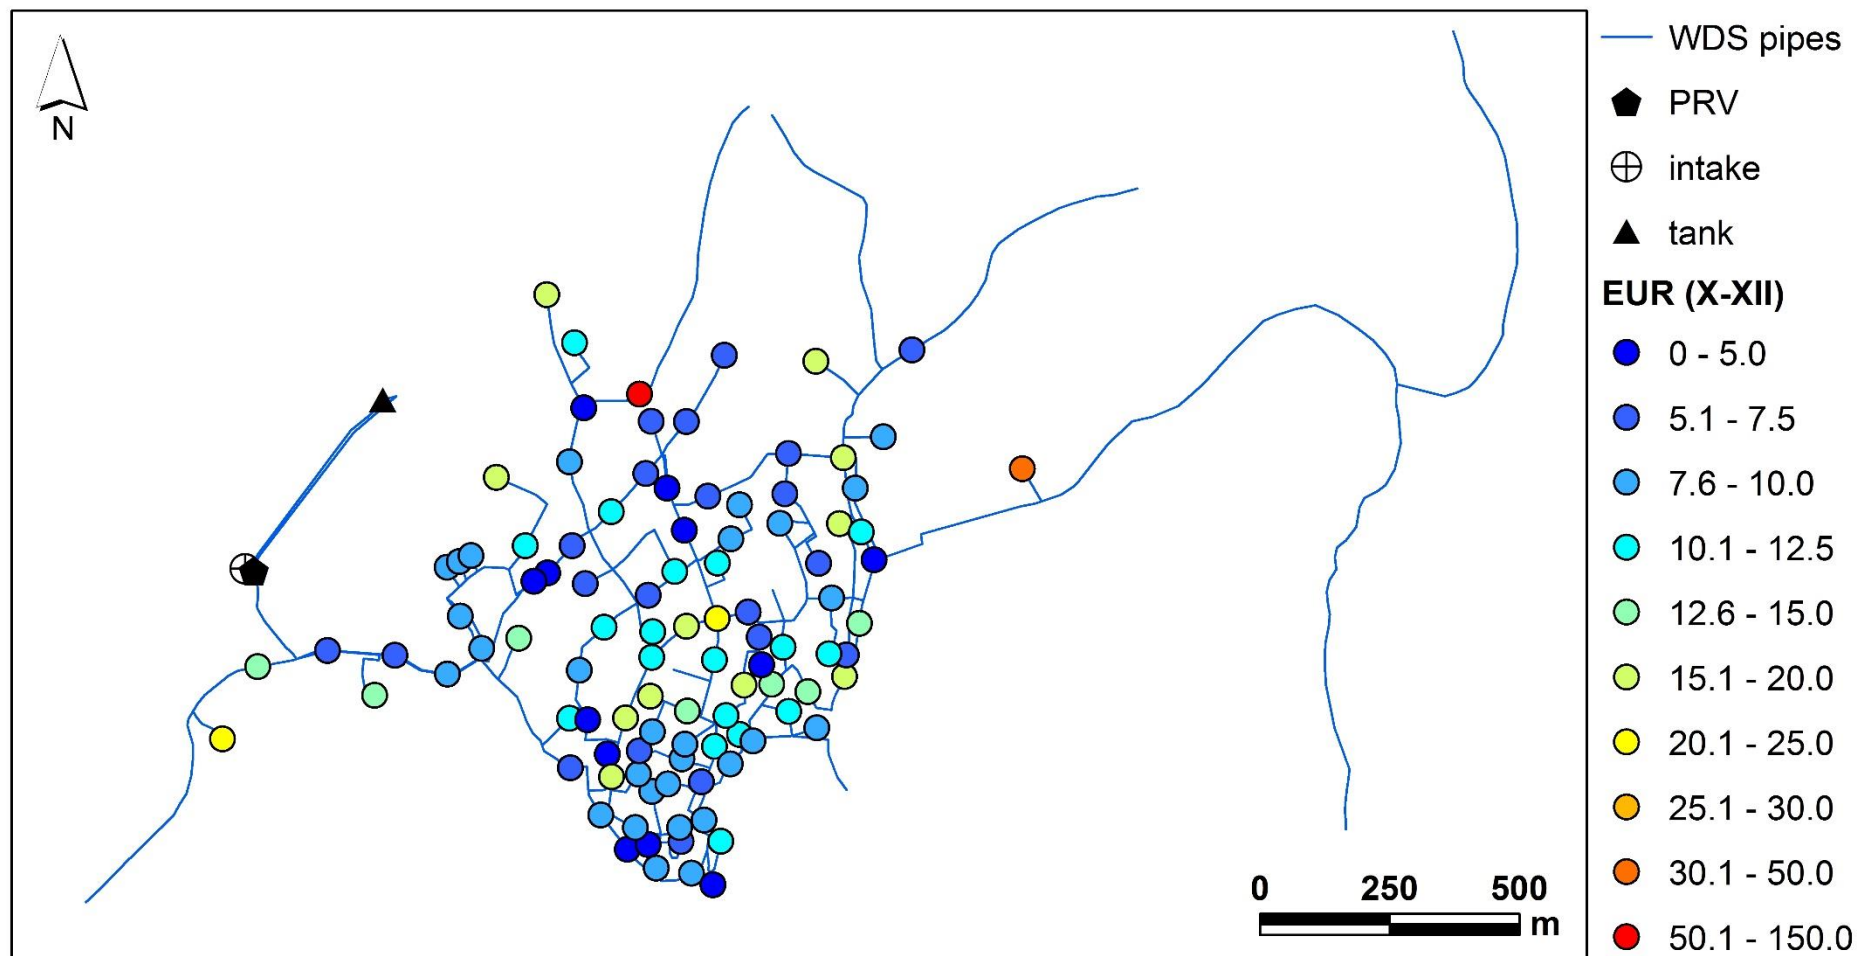 N
WDS pipes
PRV
intake
tank
EUR (X-XII)
0 - 5.0
5.1 - 7.5
7.6 - 10.0
10.1 - 12.5
12.6 - 15.0
15.1 - 20.0
20.1 - 25.0
25.1 - 30.0
30.1 - 50.0
50.1 - 150.0
0 250 500
m